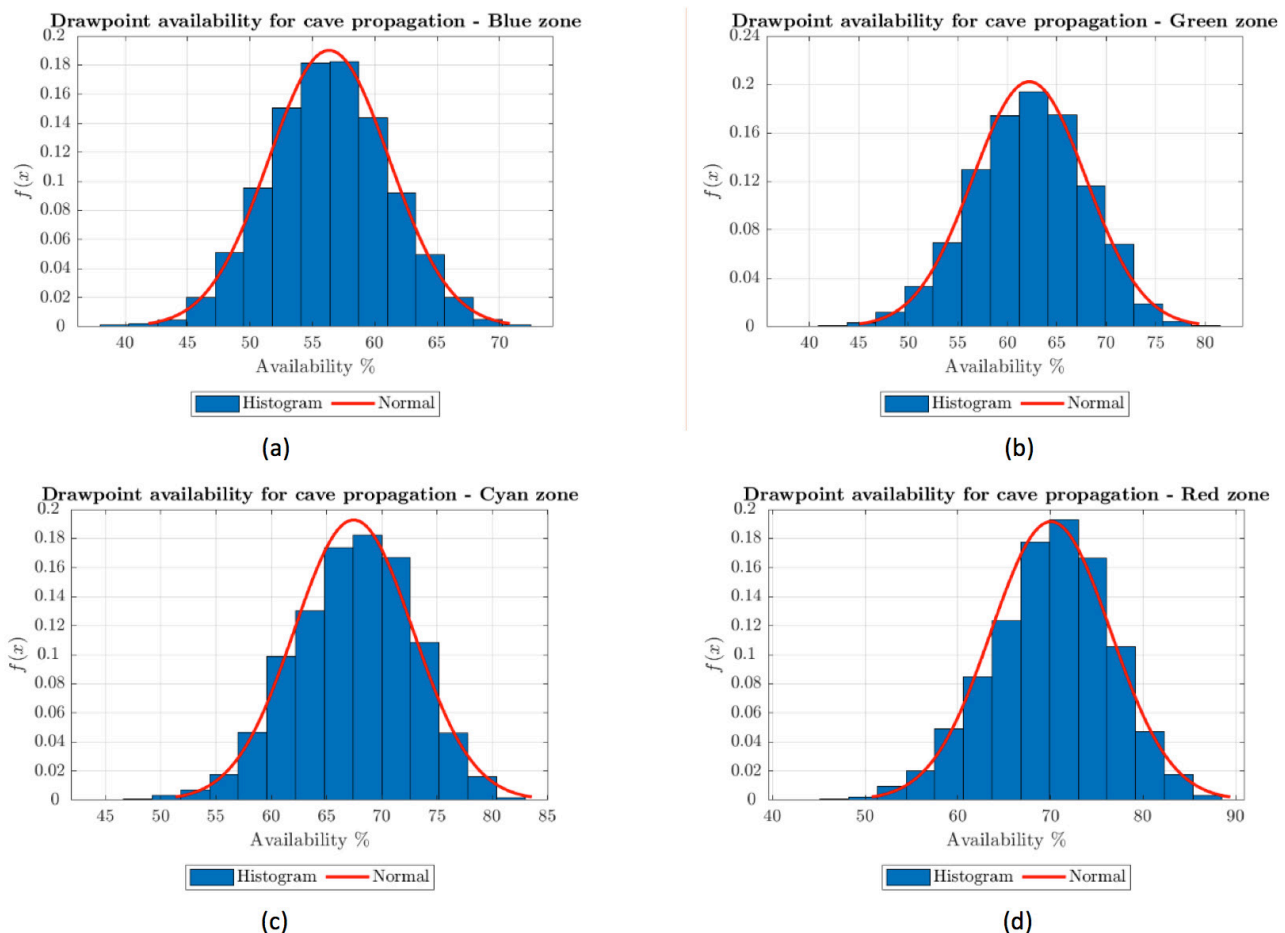 Drawpoint availability for cave propagation - Blue zone
0.2
0.18
0.16
0.14
0.12
0.1
0.08
0.06
0.04
0.02
0
f(x)
40 45 50 55 60 65 70
Availability %
Histogram Normal
(a)
Drawpoint availability for cave propagation - Green zone
0.24
0.2
0.16
0.12
0.08
0.04
0
f(x)
40 45 50 55 60 65 70 75 80
Availability %
Histogram Normal
(b)
Drawpoint availability for cave propagation - Cyan zone
0.2
0.18
0.16
0.14
0.12
0.1
0.08
0.06
0.04
0.02
0
f(x)
45 50 55 60 65 70 75 80 85
Availability %
Histogram Normal
(c)
Drawpoint availability for cave propagation - Red zone
0.2
0.18
0.16
0.14
0.12
0.1
0.08
0.06
0.04
0.02
0
f(x)
40 50 60 70 80 90
Availability %
Histogram Normal
(d)